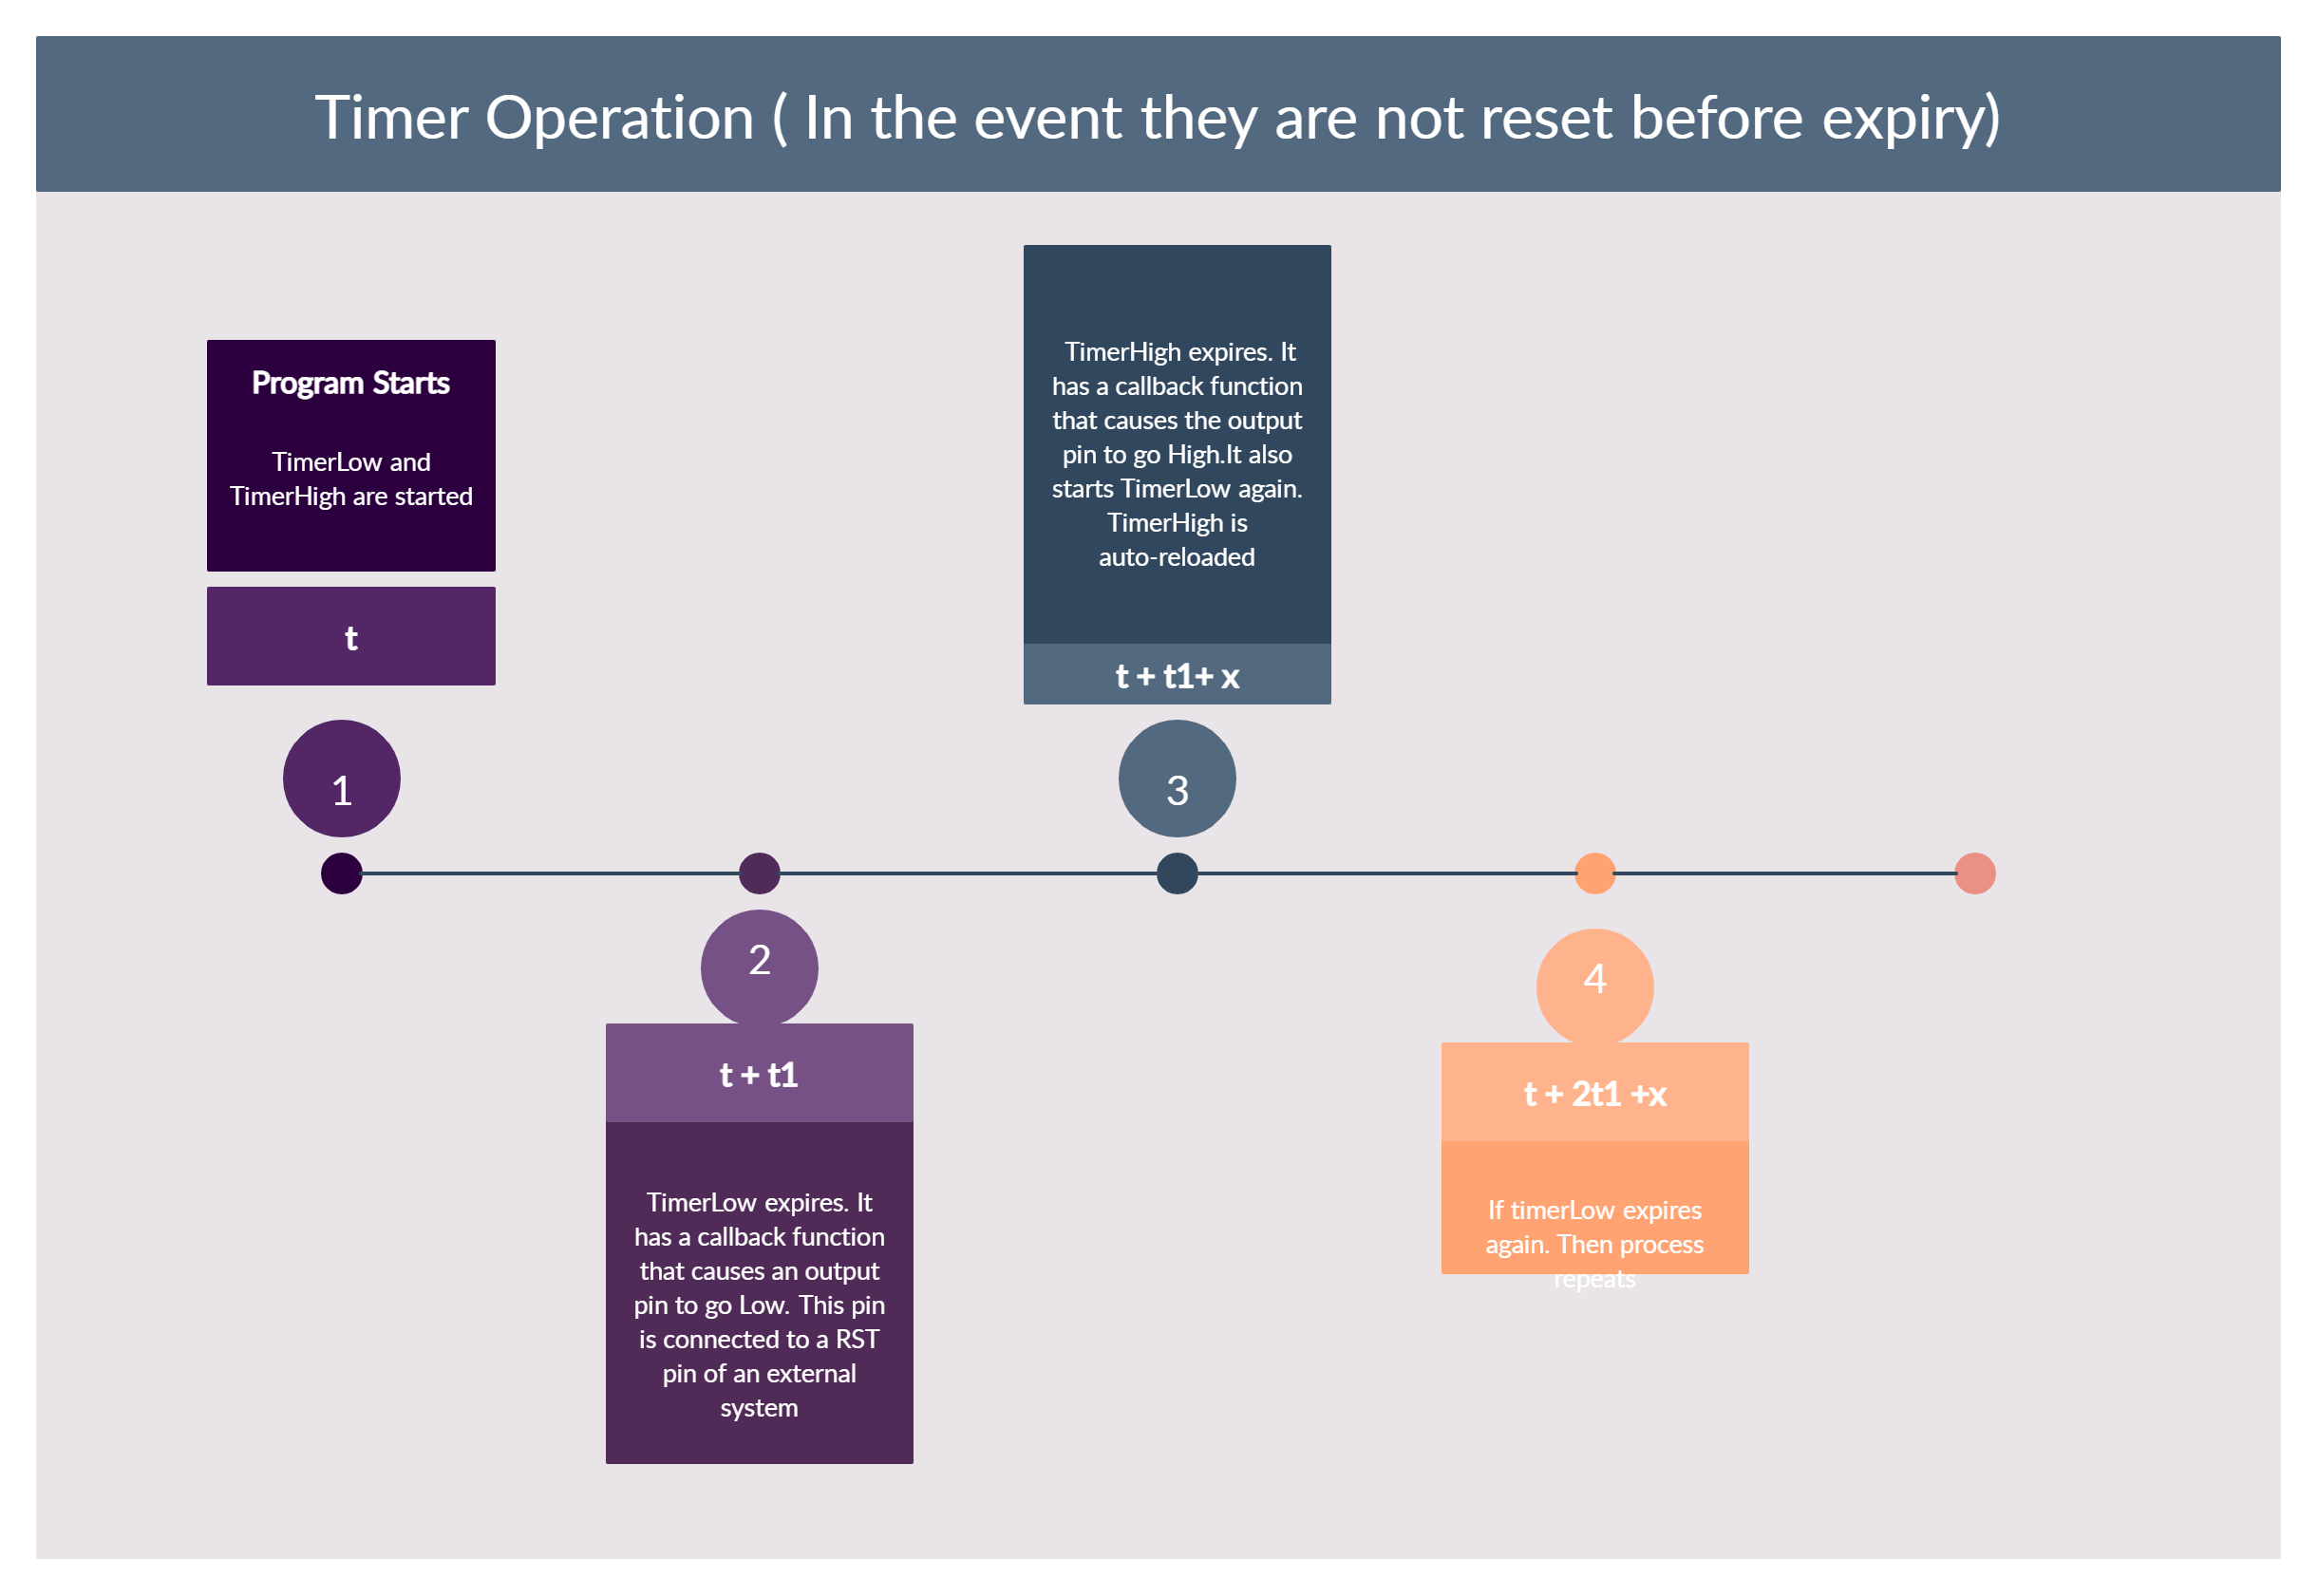 Timer Operation ( In the event they are not reset before expiry)
Program Starts
TimerLow and
TimerHigh are started
t
1
2
t + t1
TimerLow expires. It
has a callback function
that causes an output
pin to go Low. This pin
is connected to a RST
pin of an external
system
TimerHigh expires. It
has a callback function
that causes the output
pin to go High.It also
starts TimerLow again.
TimerHigh is
auto-reloaded
t + t1+ x
3
4
t + 2t1 +x
If timerLow expires
again. Then process
repeats